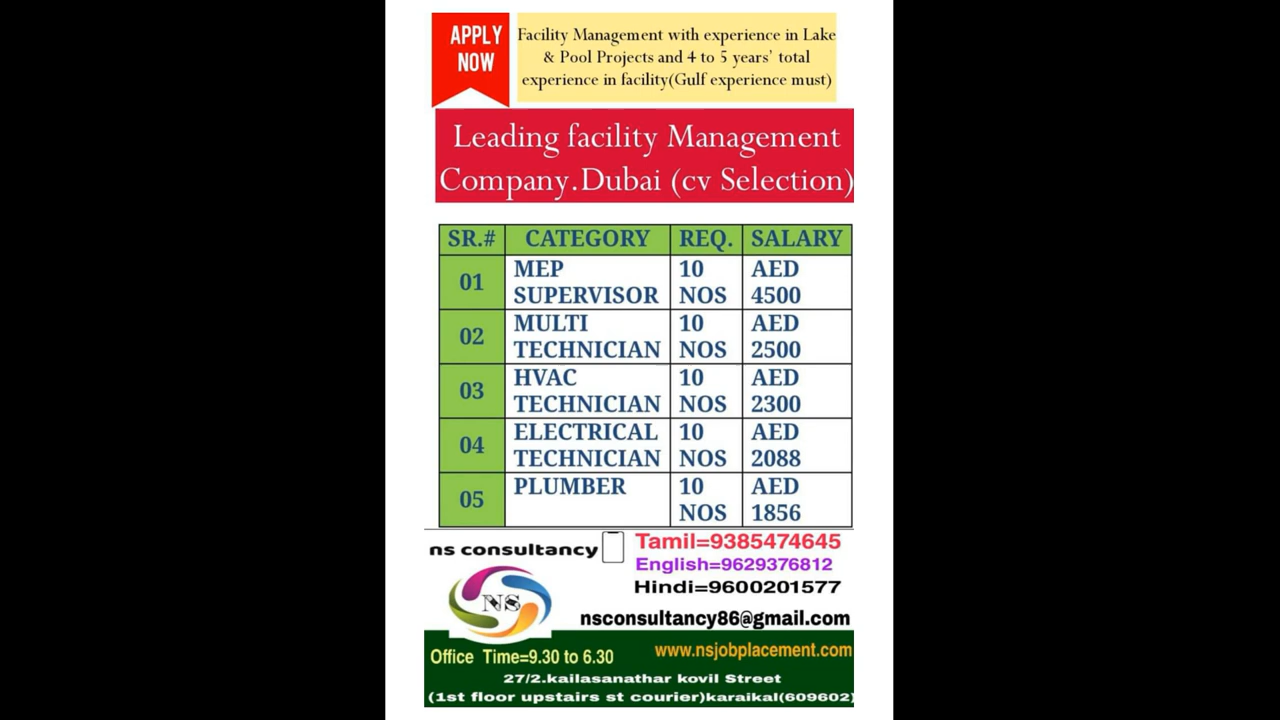 APPLY
NOW
Facility Management with experience in Lake
& Pool Projects and 4 to 5 years' total
experience in facility(Gulf experience must)
Leading facility Management
Company.Dubai (cv Selection)
SR.# CATEGORY REQ. SALARY
01 MEP SUPERVISOR 10 NOS AED 4500
02 MULTI TECHNICIAN 10 NOS AED 2500
03 HVAC TECHNICIAN 10 NOS AED 2300
04 ELECTRICAL TECHNICIAN 10 NOS AED 2088
05 PLUMBER 10 NOS AED 1856
ns consultancy
Tamil=9385474645
English=9629376812
Hindi=9600201577
NS
nsconsultancy86@gmail.com
Office Time=9.30 to 6.30
www.nsjobplacement.com
27/2.kailasanathar kovil Street
(1st floor upstairs st courier)karaikal(609602)